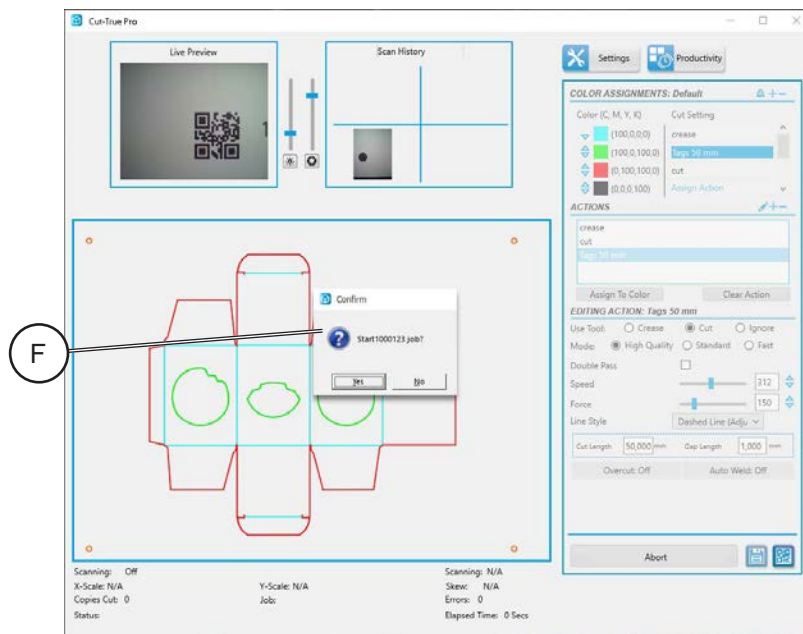 Cut-True Pro
Live Preview
Scan History
Settings
Productivity
COLOR ASSIGNMENTS: Default
Color (C, M, Y, K) Cut Setting
(100,0,0,0) crease
(100,0,100,0) Tags 50 mm
(0,100,100,0) cut
(0,0,0,100) Assign Action
ACTIONS
crease
cut
Tags 50 mm
Assign To Color Clear Action
EDITING ACTION: Tags 50 mm
Use Tool: Crease Cut Ignore
Mode: High Quality Standard Fast
Double Pass
Speed 312
Force 150
Line Style Dashed Line (Adju
Cut Length 50,000 mm Gap Length 1,000 mm
Overcut: Off Auto Weld: Off
Abort
Confirm
Start1000123 job?
Yes No
F
Scanning: Off Scanning: N/A
X-Scale: N/A Y-Scale: N/A Skew: N/A
Copies Cut: 0 Job: Errors: 0
Status: Elapsed Time: 0 Secs